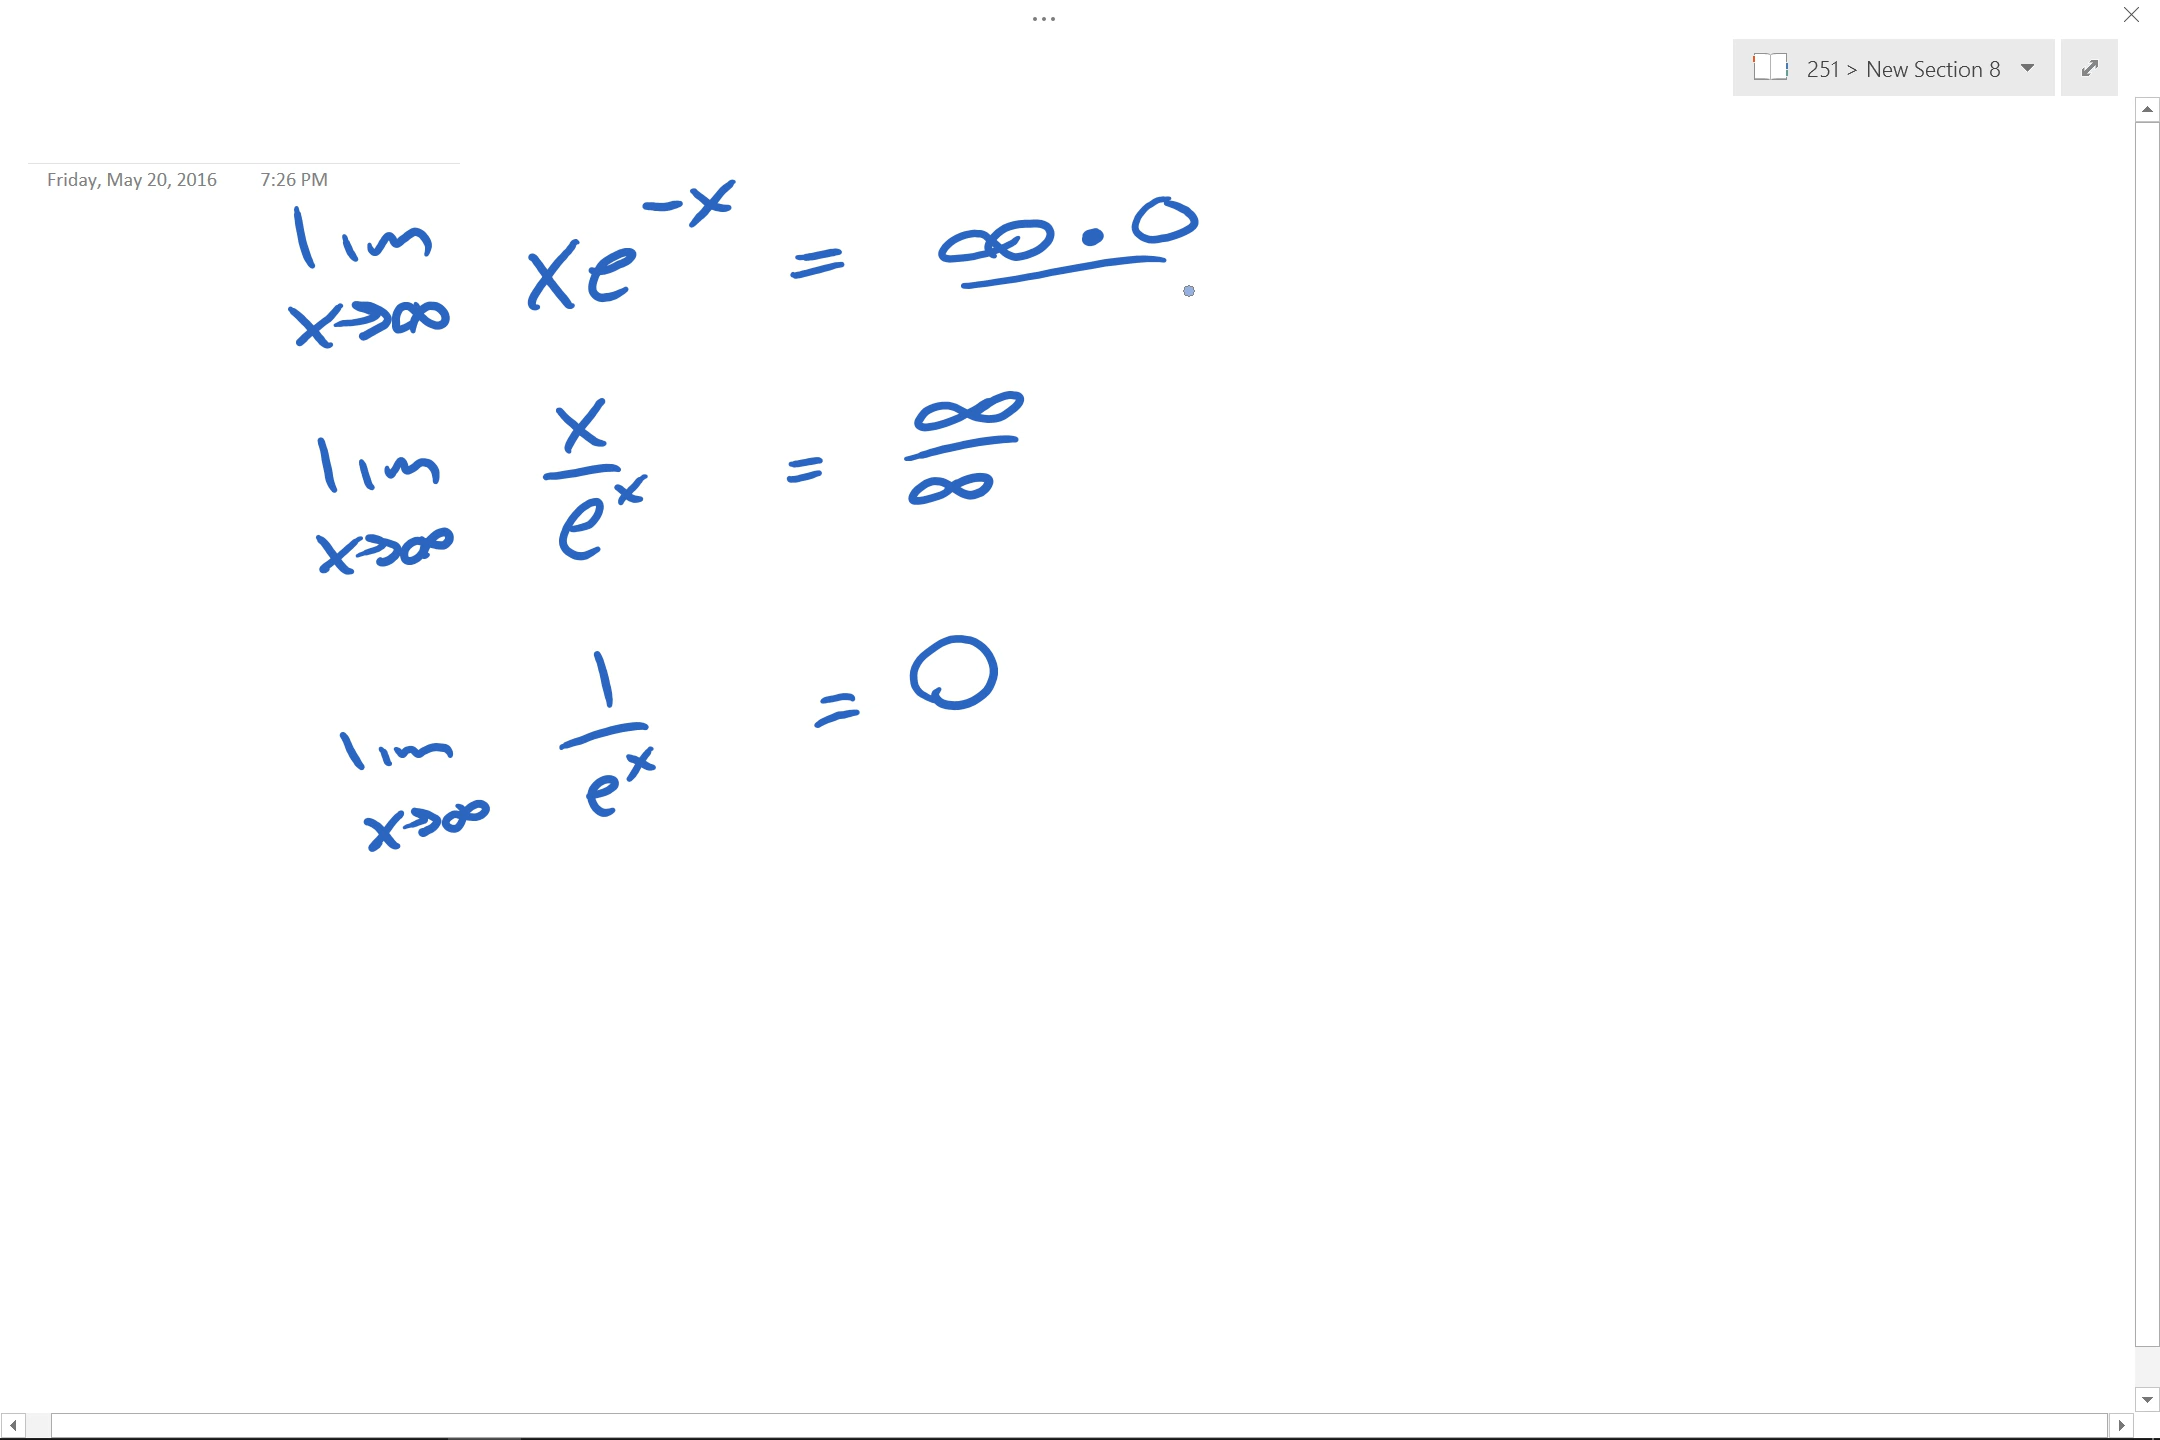 ...
251 > New Section 8
Friday, May 20, 2016 7:26 PM
lim x→∞ xe^-x = ∞ · 0
lim x→∞ x/e^x = ∞/∞
lim x→∞ 1/e^x = 0